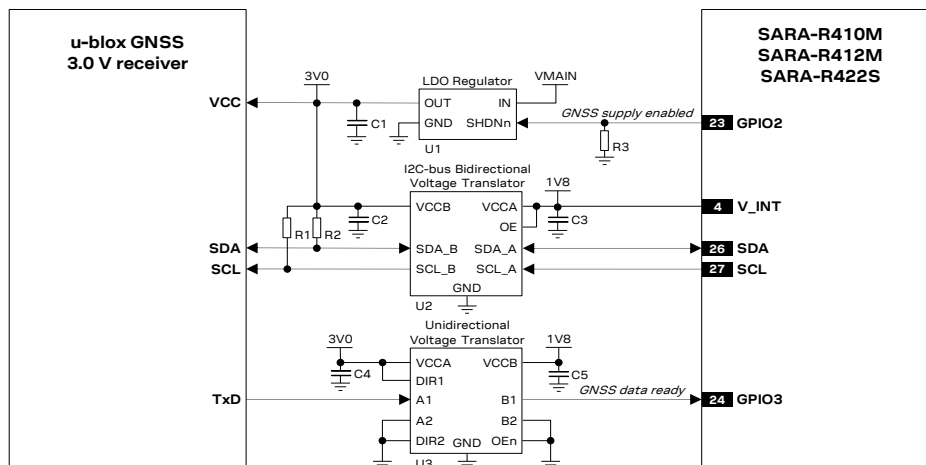 u-blox GNSS
3.0 V receiver
SARA-R410M
SARA-R412M
SARA-R422S
3V0
LDO Regulator
VMAIN
VCC
OUT
IN
GNSS supply enabled
C1
GND
SHDNn
23 GPIO2
U1
R3
I2C-bus Bidirectional
Voltage Translator
1V8
VCCB
VCCA
4 V_INT
R1
R2
C2
OE
C3
SDA
SDA_B
SDA_A
26 SDA
SCL
SCL_B
SCL_A
27 SCL
GND
U2
Unidirectional
Voltage Translator
3V0
1V8
VCCA
VCCB
C4
DIR1
C5
GNSS data ready
TxD
A1
B1
24 GPIO3
A2
B2
DIR2
GND
OEn
U3